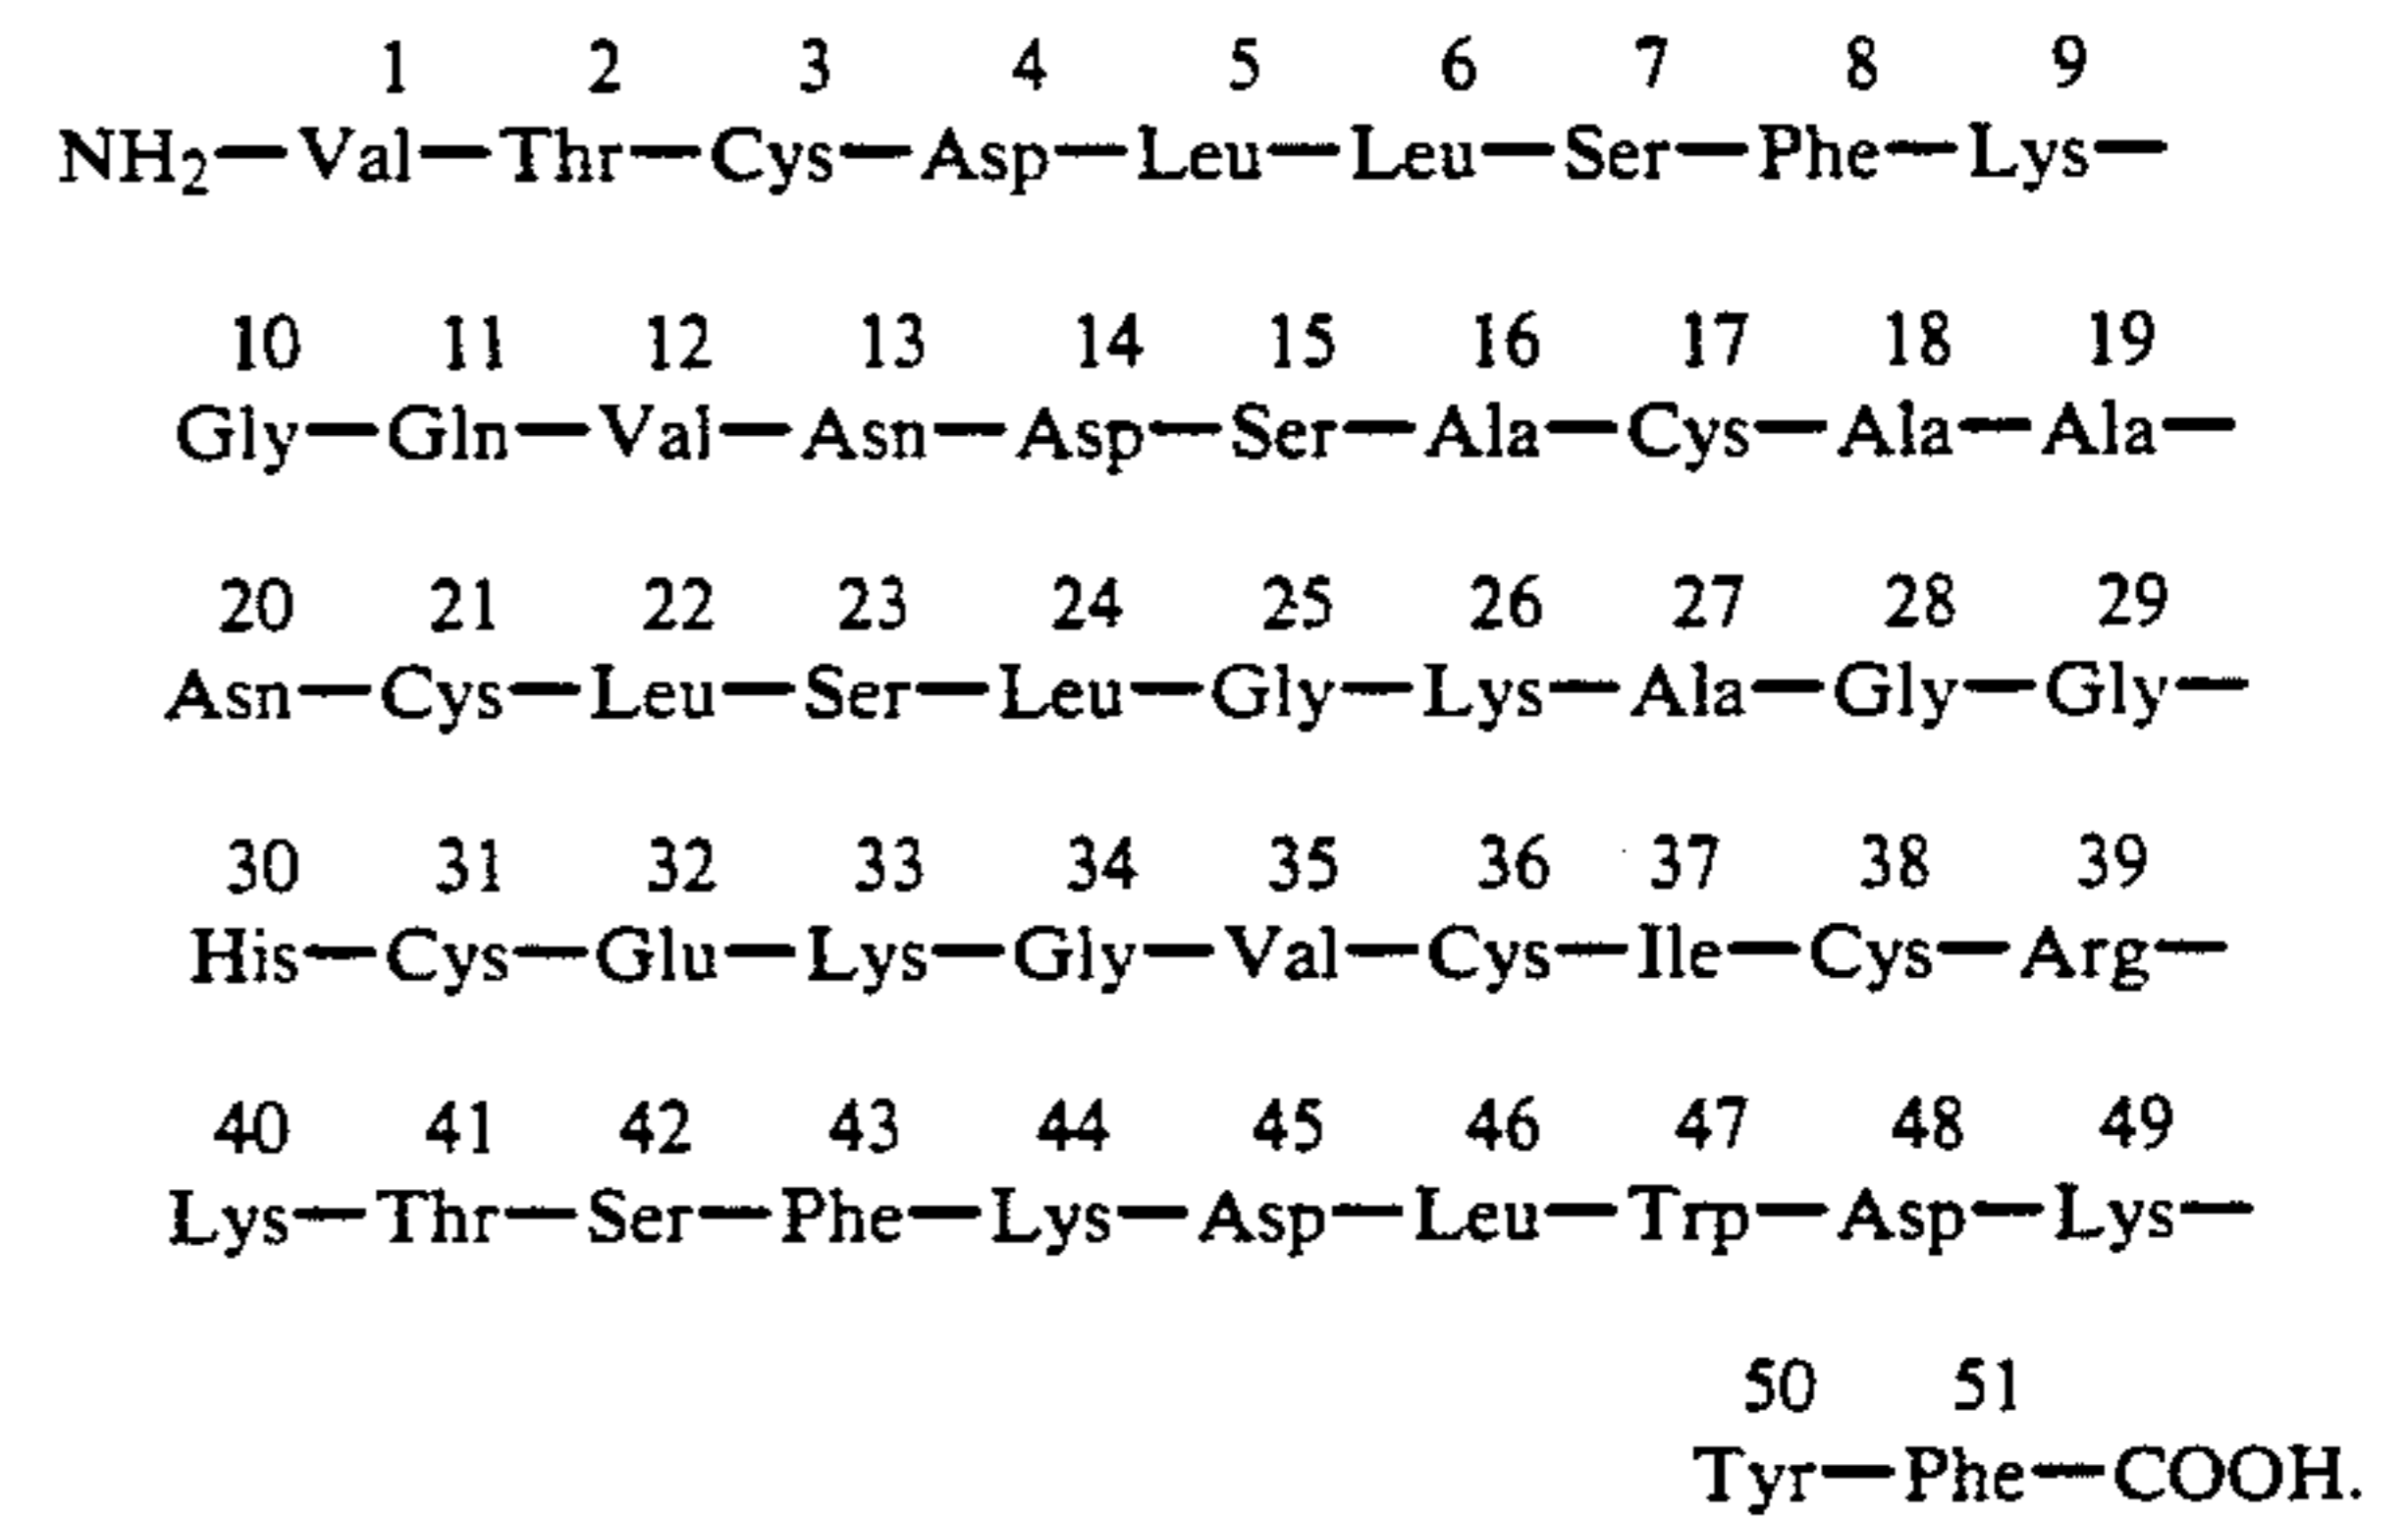 1 2 3 4 5 6 7 8 9
NH2—Val—Thr—Cys—Asp—Leu—Leu—Ser—Phe—Lys—
10 11 12 13 14 15 16 17 18 19
Gly—Gln—Val—Asn—Asp—Ser—Ala—Cys—Ala—Ala—
20 21 22 23 24 25 26 27 28 29
Asn—Cys—Leu—Ser—Leu—Gly—Lys—Ala—Gly—Gly—
30 31 32 33 34 35 36 37 38 39
His—Cys—Glu—Lys—Gly—Val—Cys—Ile—Cys—Arg—
40 41 42 43 44 45 46 47 48 49
Lys—Thr—Ser—Phe—Lys—Asp—Leu—Trp—Asp—Lys—
50 51
Tyr—Phe—COOH.